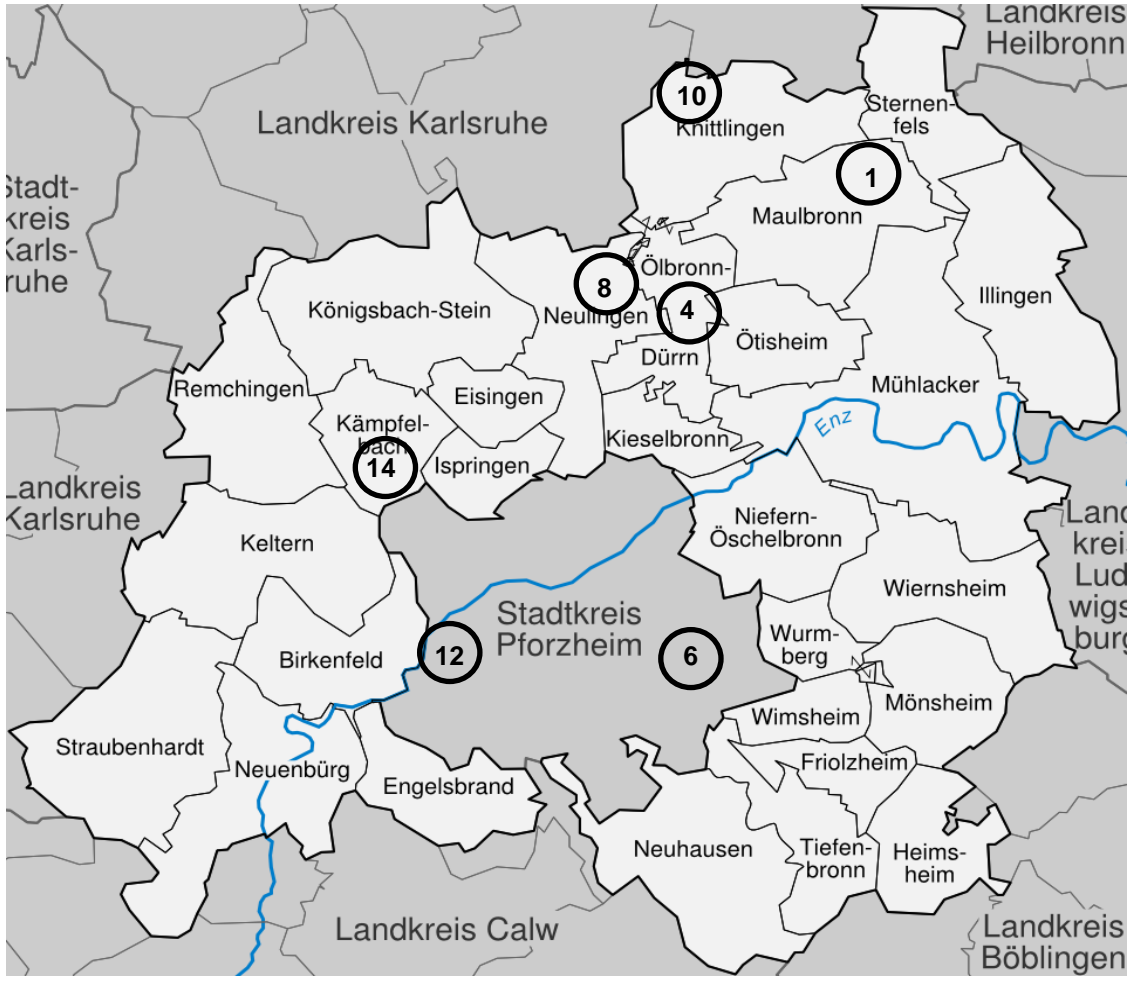 Landkreis
Heilbronn
10
Sternen-
fels
Landkreis Karlsruhe
Knittlingen
1
Stadt-
kreis
Karls-
ruhe
Maulbronn
Ölbronn-
8
Illingen
Königsbach-Stein
4
Neulingen
Ötisheim
Dürrn
Remchingen
Mühlacker
Eisingen
Kämpfel-
bach
Enz
Kieselbronn
14
Ispringen
Landkreis
Karlsruhe
Niefern-
Öschelbronn
Land
kreis
Lud
wigs
burg
Keltern
Wiernsheim
Stadtkreis
Pforzheim
12
6
Wurm-
berg
Birkenfeld
Mönsheim
Wimsheim
Straubenhardt
Friolzheim
Neuenbürg
Engelsbrand
Neuhausen
Tiefen-
bronn
Heims-
heim
Landkreis Calw
Landkreis
Böblingen